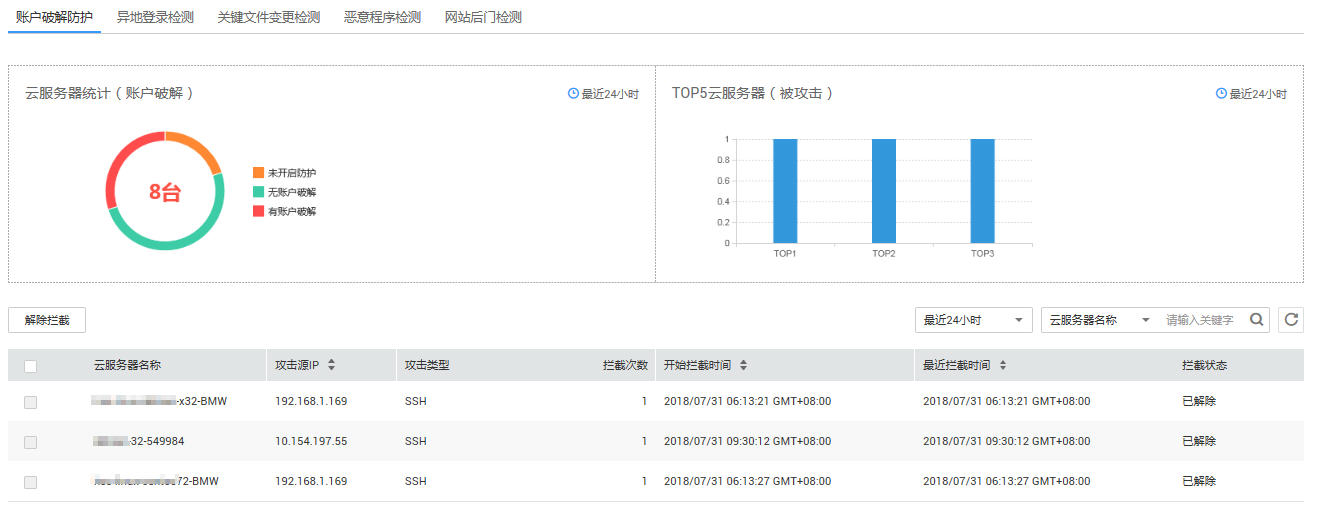 账户破解防护 异地登录检测 关键文件变更检测 恶意程序检测 网站后门检测
云服务器统计（账户破解） 最近24小时
8台
未开启防护
无账户破解
有账户破解
TOP5云服务器（被攻击） 最近24小时
1
0.8
0.6
0.4
0.2
0
TOP1 TOP2 TOP3
解除拦截 最近24小时 云服务器名称 请输入关键字
云服务器名称 攻击源IP 攻击类型 拦截次数 开始拦截时间 最近拦截时间 拦截状态
-x32-BMW 192.168.1.169 SSH 1 2018/07/31 06:13:21 GMT+08:00 2018/07/31 06:13:21 GMT+08:00 已解除
-32-549984 10.154.197.55 SSH 1 2018/07/31 09:30:12 GMT+08:00 2018/07/31 09:30:12 GMT+08:00 已解除
72-BMW 192.168.1.169 SSH 1 2018/07/31 06:13:27 GMT+08:00 2018/07/31 06:13:27 GMT+08:00 已解除